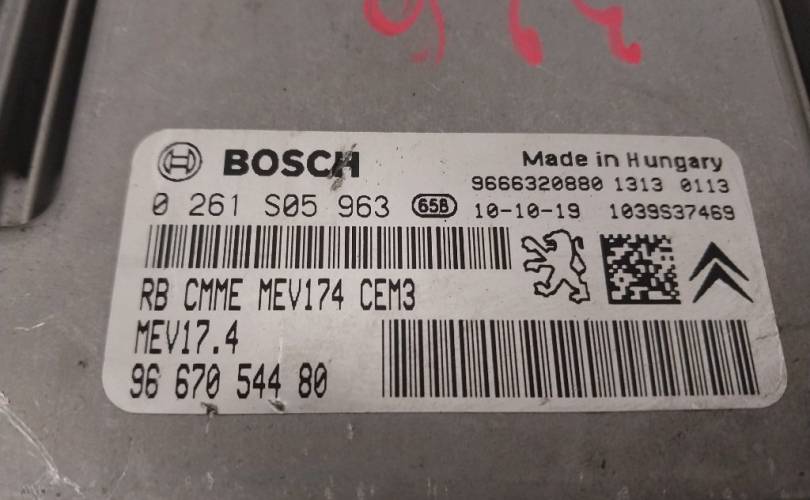 BOSCH
Made in Hungary
9666320880 1313 0113
0 261 S05 963 65B 10-10-19 1039S37469
RB CMME MEV174 CEM3
MEV17.4
96 670 544 80